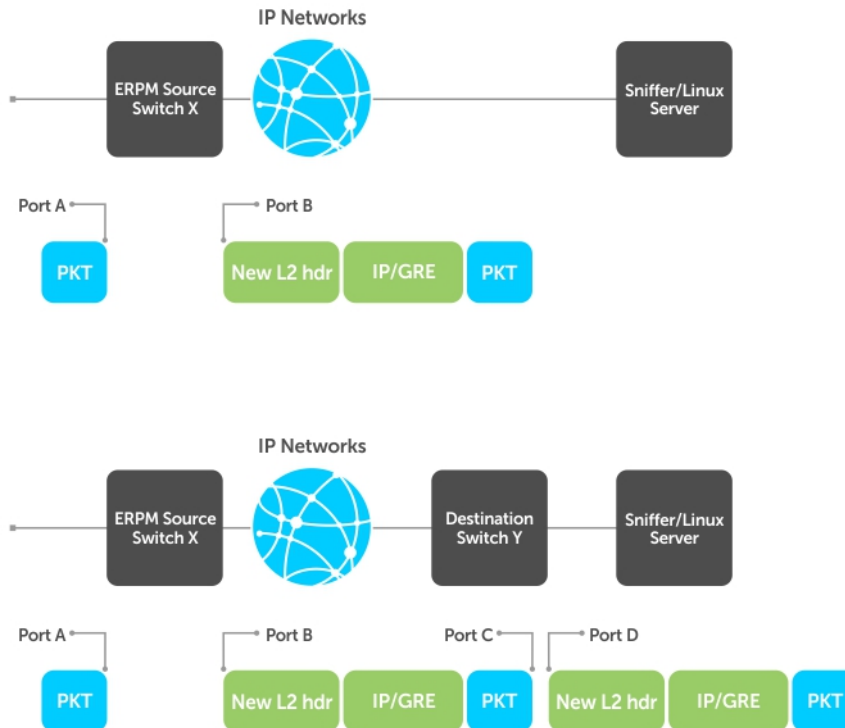 IP Networks
ERPM Source
Switch X
Sniffer/Linux
Server
Port A
Port B
PKT
New L2 hdr
IP/GRE
PKT
IP Networks
ERPM Source
Switch X
Destination
Switch Y
Sniffer/Linux
Server
Port A
Port B
Port C
Port D
PKT
New L2 hdr
IP/GRE
PKT
New L2 hdr
IP/GRE
PKT